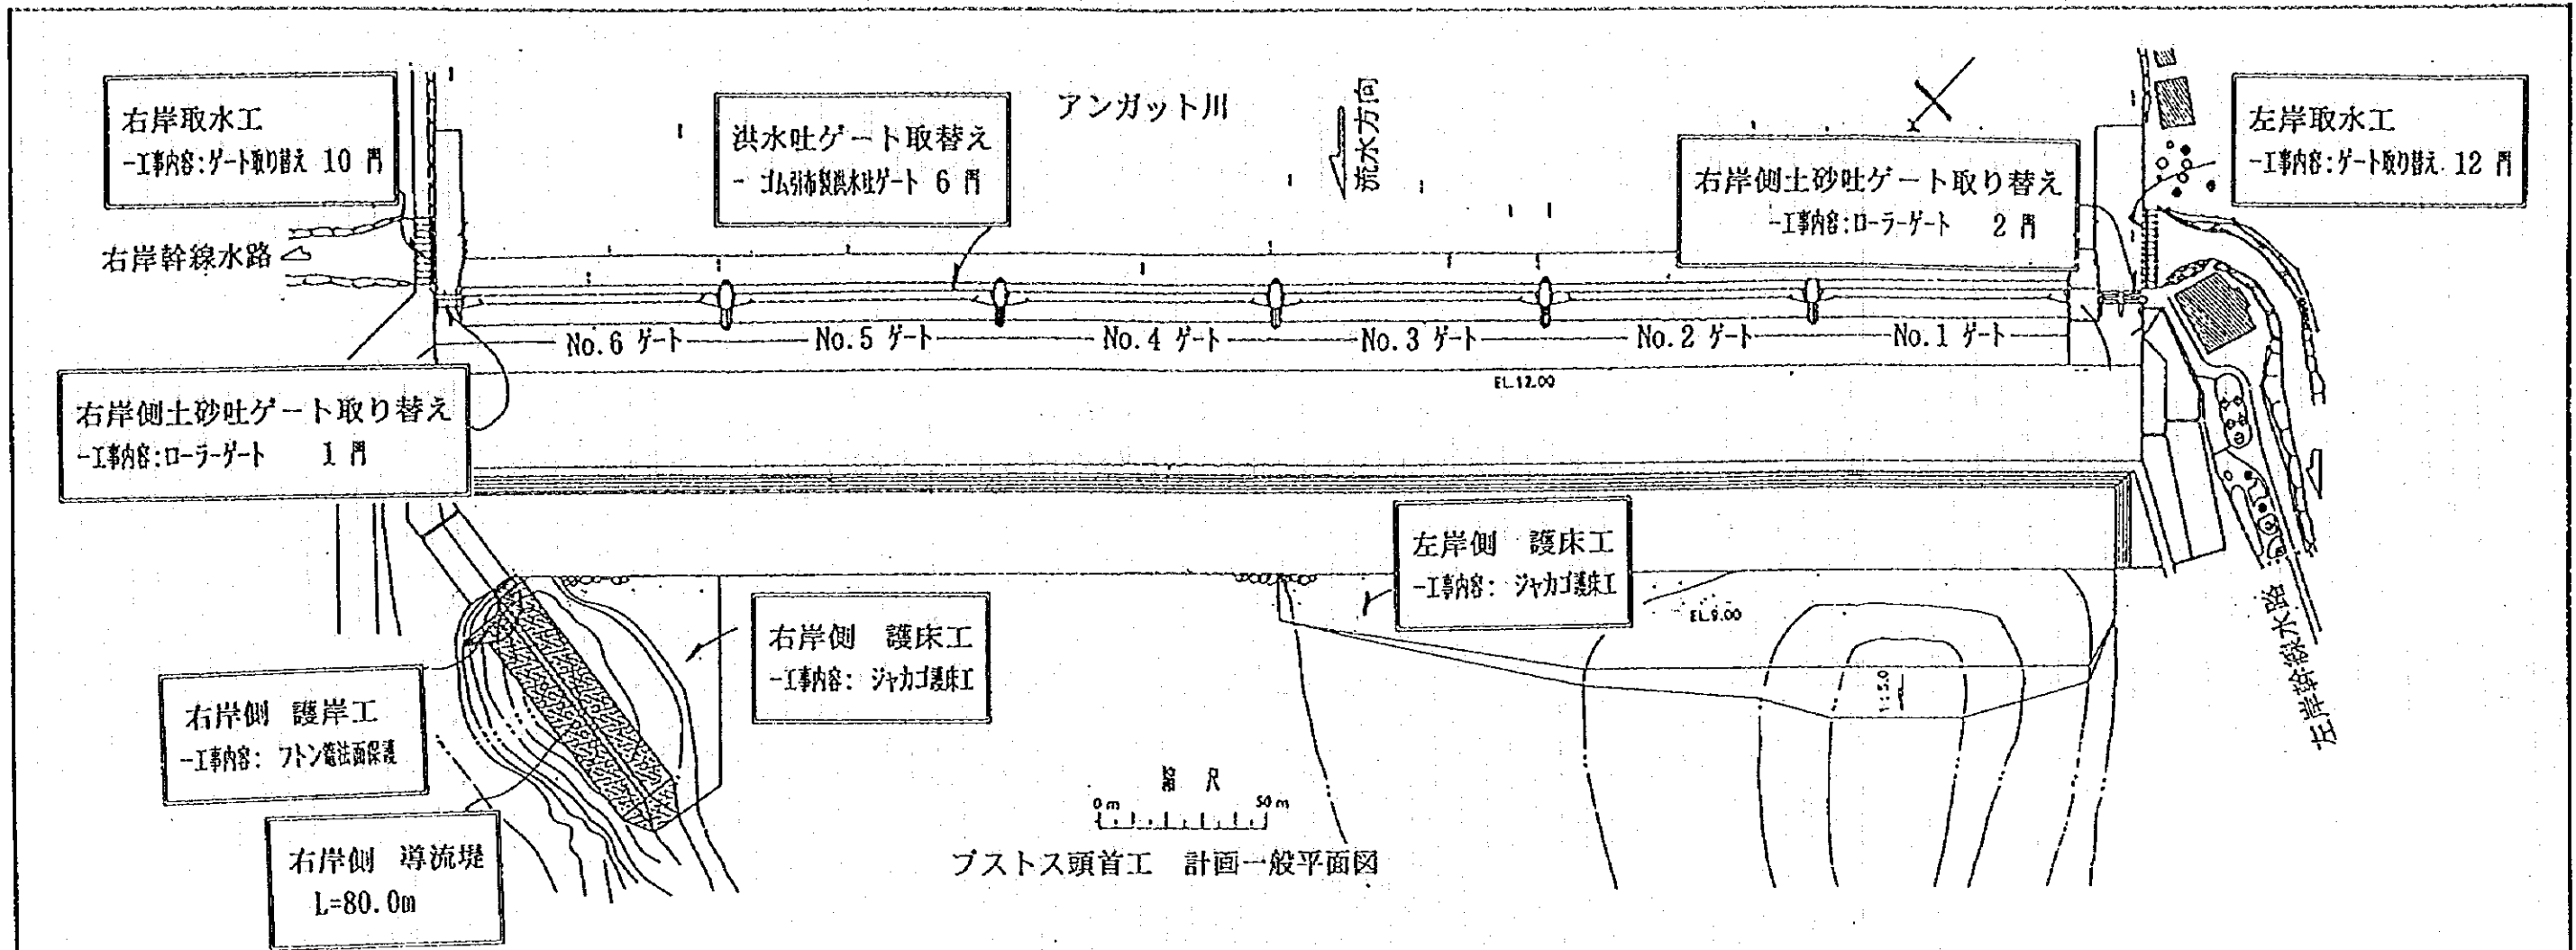 右岸取水工
-工事内容:ゲート取り替え 10 門
洪水吐ゲート取替え
- ゴム引布製洪水吐ゲート 6 門
アンガット川
流水方向
右岸側土砂吐ゲート取り替え
-工事内容:ローラーゲート 2 門
左岸取水工
-工事内容:ゲート取り替え 12 門
右岸幹線水路
No.6 ゲート
No.5 ゲート
No.4 ゲート
No.3 ゲート
No.2 ゲート
No.1 ゲート
EL.12.00
右岸側土砂吐ゲート取り替え
-工事内容:ローラーゲート 1 門
左岸側 護床工
-工事内容: ジャカゴ護床工
EL.9.00
右岸側 護床工
-工事内容: ジャカゴ護床工
1:5.0
左岸幹線水路
右岸側 護岸工
-工事内容: フトン篭法面保護
右岸側 導流堤
L=80.0m
縮 尺
0 m 50 m
ブストス頭首工 計画一般平面図